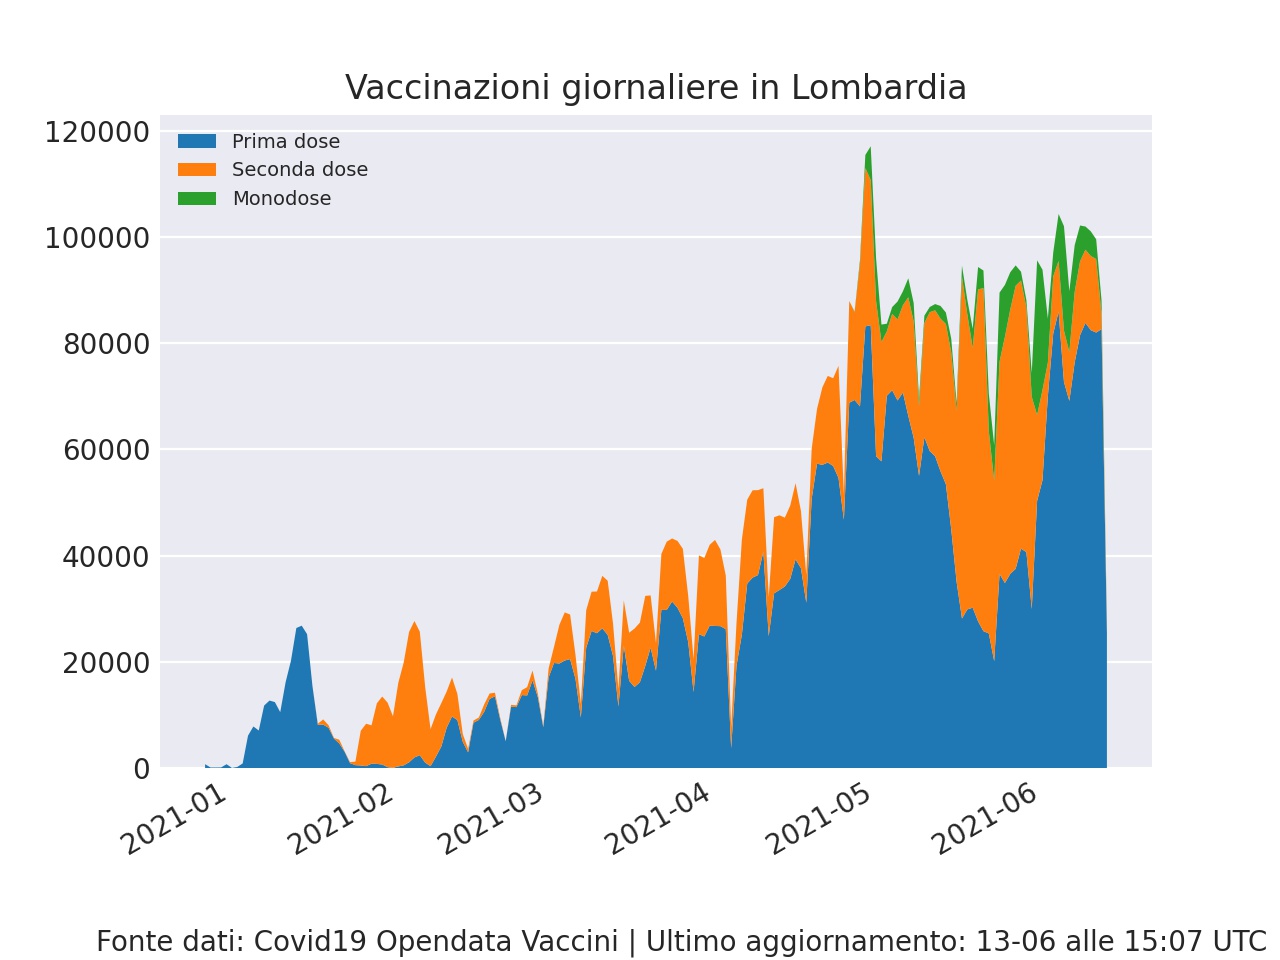 Vaccinazioni giornaliere in Lombardia
120000
100000
80000
60000
40000
20000
0
Prima dose
Seconda dose
Monodose
2021-01
2021-02
2021-03
2021-04
2021-05
2021-06
Fonte dati: Covid19 Opendata Vaccini | Ultimo aggiornamento: 13-06 alle 15:07 UTC